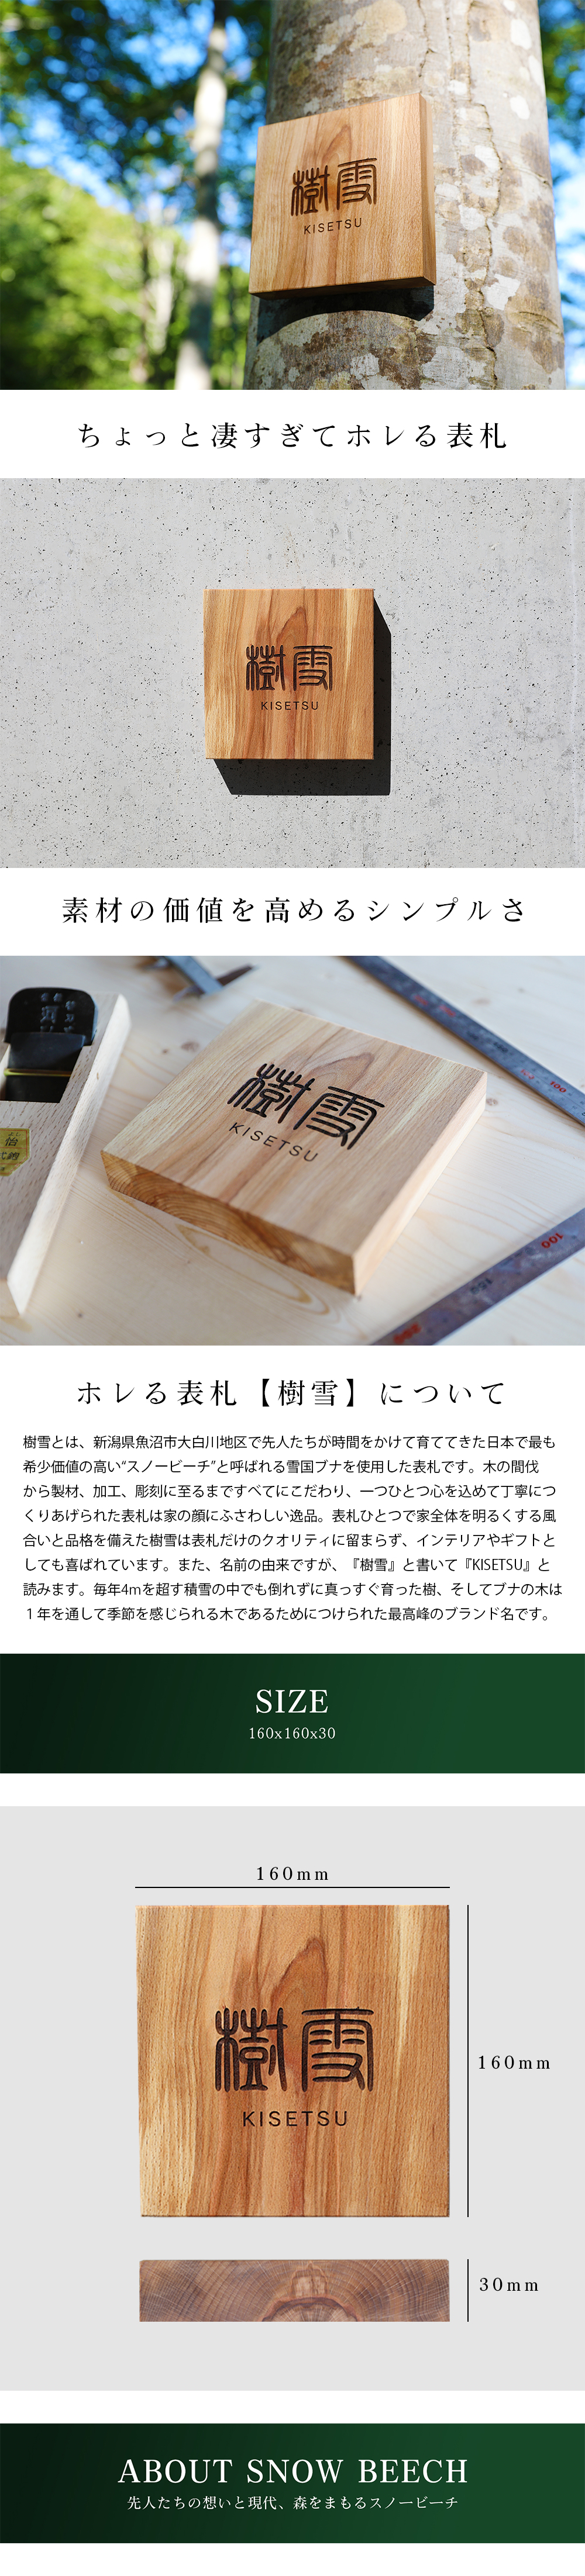 樹雪
KISETSU
ちょっと凄すぎてホレる表札
樹雪
KISETSU
素材の価値を高めるシンプルさ
樹雪
KISETSU
100
100
ホレる表札【樹雪】について
樹雪とは、新潟県魚沼市大白川地区で先人たちが時間をかけて育ててきた日本で最も
希少価値の高い“スノービーチ”と呼ばれる雪国ブナを使用した表札です。木の間伐
から製材、加工、彫刻に至るまですべてにこだわり、一つひとつ心を込めて丁寧につ
くりあげられた表札は家の顔にふさわしい逸品。表札ひとつで家全体を明るくする風
合いと品格を備えた樹雪は表札だけのクオリティに留まらず、インテリアやギフトと
しても喜ばれています。また、名前の由来ですが、『樹雪』と書いて『KISETSU』と
読みます。毎年4mを超す積雪の中でも倒れずに真っすぐ育った樹、そしてブナの木は
１年を通して季節を感じられる木であるためにつけられた最高峰のブランド名です。
SIZE
160x160x30
160mm
樹雪
KISETSU
160mm
30mm
ABOUT SNOW BEECH
先人たちの想いと現代、森をまもるスノービーチ